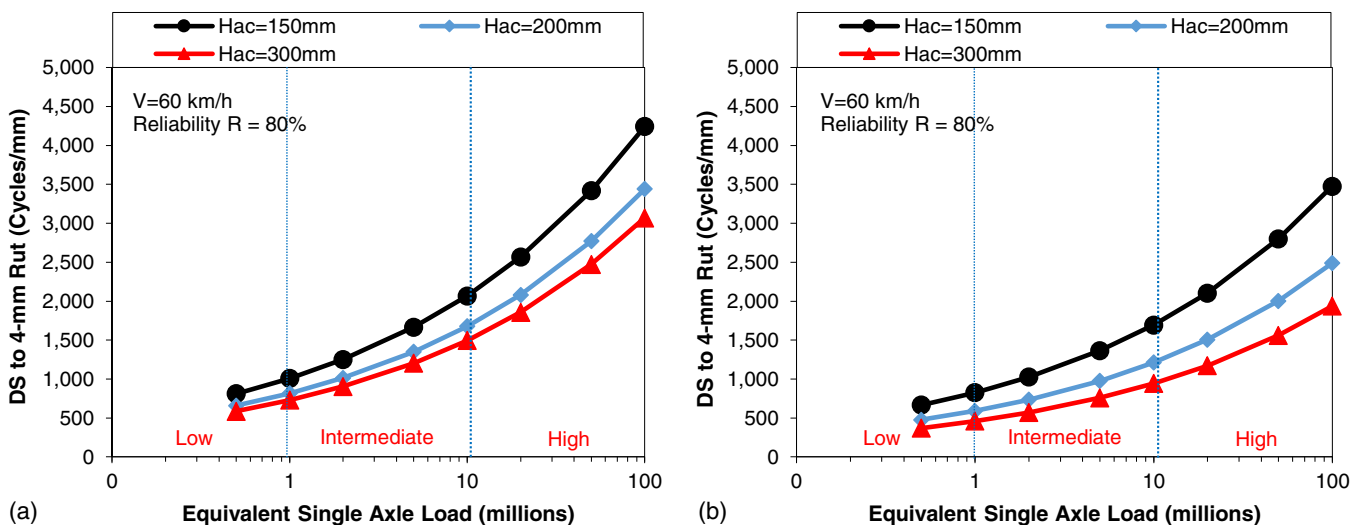 Hac=150mm Hac=200mm
Hac=300mm
DS to 4-mm Rut (Cycles/mm)
5,000
4,500
4,000
3,500
3,000
2,500
2,000
1,500
1,000
500
0
V=60 km/h
Reliability R = 80%
Low Intermediate High
0 1 10 100
(a) Equivalent Single Axle Load (millions)
Hac=150mm Hac=200mm
Hac=300mm
DS to 4-mm Rut (Cycles/mm)
5,000
4,500
4,000
3,500
3,000
2,500
2,000
1,500
1,000
500
0
V=60 km/h
Reliability R = 80%
Low Intermediate High
0 1 10 100
(b) Equivalent Single Axle Load (millions)